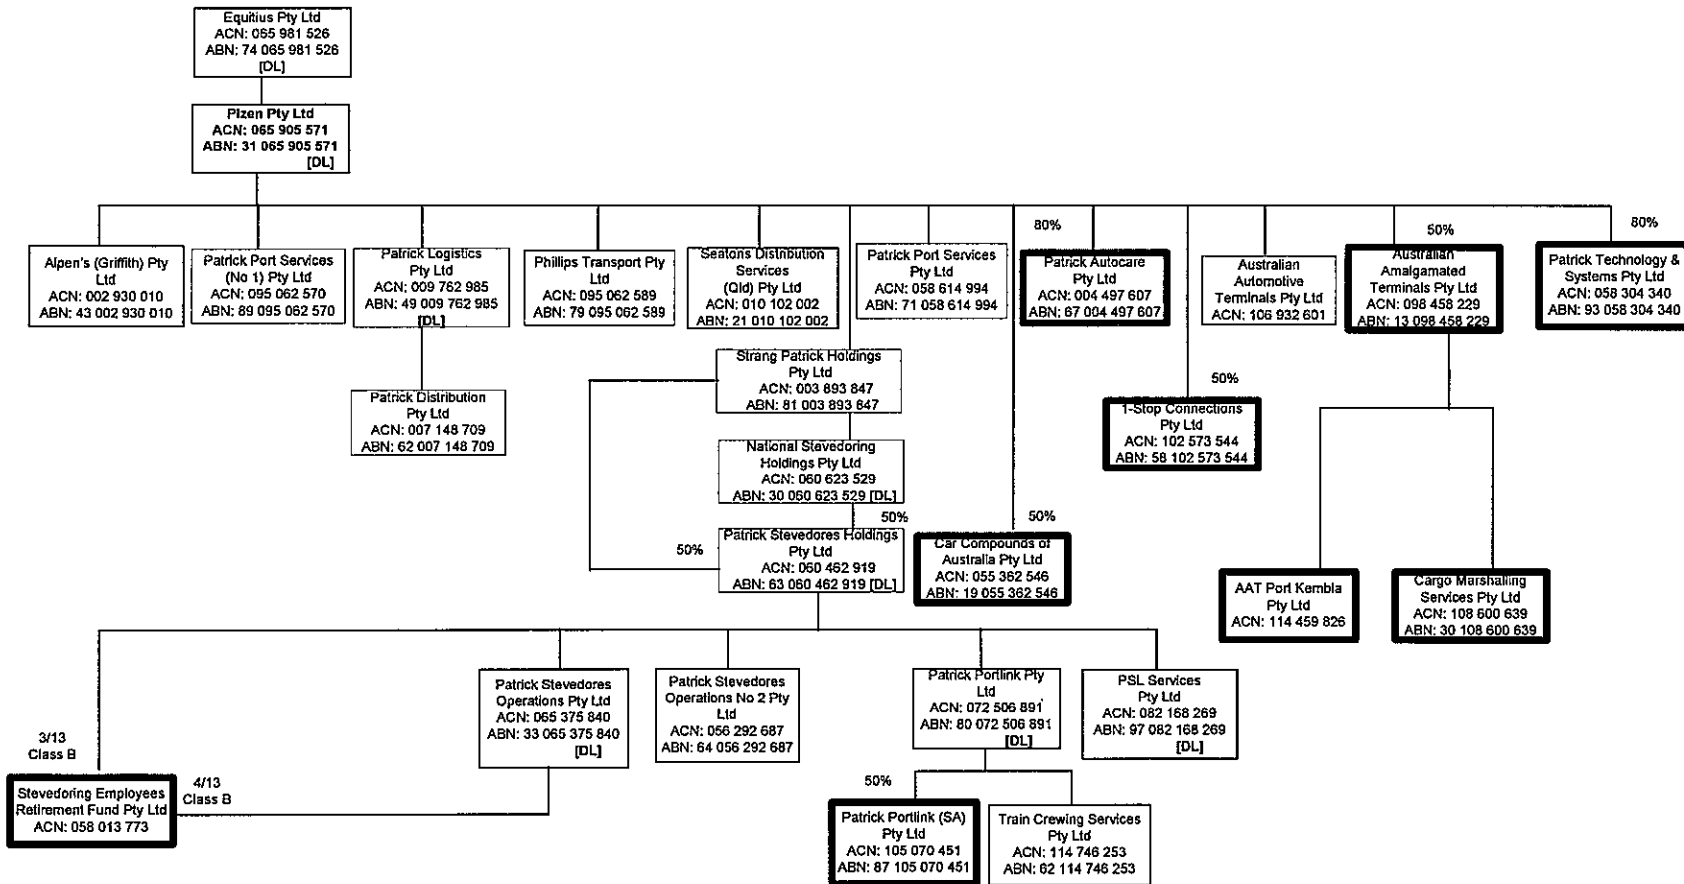 Equitius Pty Ltd
ACN: 065 981 526
ABN: 74 065 981 526
[DL]
Plzen Pty Ltd
ACN: 065 905 571
ABN: 31 065 905 571
[DL]
Alpen's (Griffith) Pty
Ltd
ACN: 002 930 010
ABN: 43 002 930 010
Patrick Port Services
(No 1) Pty Ltd
ACN: 095 062 570
ABN: 89 095 062 570
Patrick Logistics
Pty Ltd
ACN: 009 762 985
ABN: 49 009 762 985
[DL]
Phillips Transport Pty
Ltd
ACN: 095 062 589
ABN: 79 095 062 589
Seatons Distribution
Services
(Qld) Pty Ltd
ACN: 010 102 002
ABN: 21 010 102 002
Patrick Port Services
Pty Ltd
ACN: 058 614 994
ABN: 71 058 614 994
80%
Patrick Autocare
Pty Ltd
ACN: 004 497 607
ABN: 67 004 497 607
Australian
Automotive
Terminals Pty Ltd
ACN: 106 932 601
50%
Australian
Amalgamated
Terminals Pty Ltd
ACN: 098 458 229
ABN: 13 098 458 229
80%
Patrick Technology &
Systems Pty Ltd
ACN: 058 304 340
ABN: 93 058 304 340
Patrick Distribution
Pty Ltd
ACN: 007 148 709
ABN: 62 007 148 709
Strang Patrick Holdings
Pty Ltd
ACN: 003 893 847
ABN: 81 003 893 847
50%
1-Stop Connections
Pty Ltd
ACN: 102 573 544
ABN: 58 102 573 544
National Stevedoring
Holdings Pty Ltd
ACN: 060 623 529
ABN: 30 060 623 529 [DL]
50%
50%
Patrick Stevedores Holdings
Pty Ltd
ACN: 060 462 919
ABN: 63 060 462 919 [DL]
50%
Car Compounds of
Australia Pty Ltd
ACN: 055 362 546
ABN: 19 055 362 546
AAT Port Kembla
Pty Ltd
ACN: 114 459 826
Cargo Marshalling
Services Pty Ltd
ACN: 108 600 639
ABN: 30 108 600 639
3/13
Class B
Stevedoring Employees
Retirement Fund Pty Ltd
ACN: 058 013 773
4/13
Class B
Patrick Stevedores
Operations Pty Ltd
ACN: 065 375 840
ABN: 33 065 375 840
[DL]
Patrick Stevedores
Operations No 2 Pty
Ltd
ACN: 056 292 687
ABN: 64 056 292 687
Patrick Portlink Pty
Ltd
ACN: 072 506 891
ABN: 80 072 506 891
[DL]
PSL Services
Pty Ltd
ACN: 082 168 269
ABN: 97 082 168 269
[DL]
50%
Patrick Portlink (SA)
Pty Ltd
ACN: 105 070 451
ABN: 87 105 070 451
Train Crewing Services
Pty Ltd
ACN: 114 746 253
ABN: 62 114 746 253